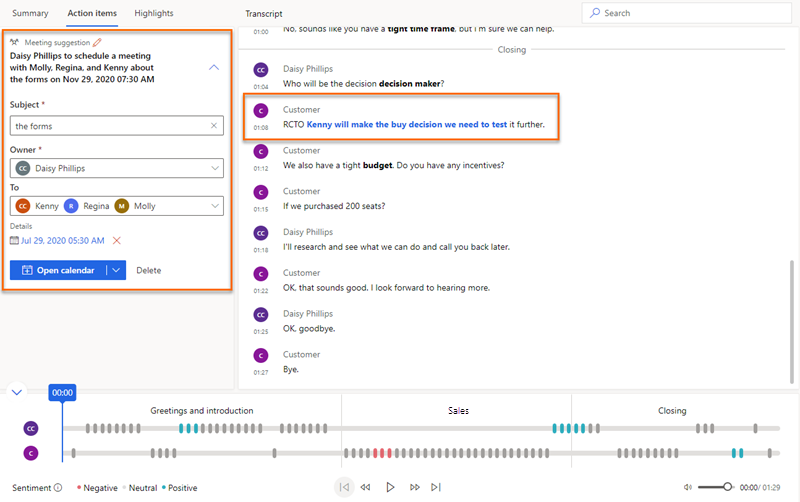 Summary Action items Highlights
Transcript
Search
Meeting suggestion
Daisy Phillips to schedule a meeting
with Molly, Regina, and Kenny about
the forms on Nov 29, 2020 07:30 AM
Subject *
the forms
Owner *
CC Daisy Phillips
To
CC Kenny R Regina M Molly
Details
Jul 29, 2020 05:30 AM
Open calendar
Delete
01:00 No, sounds like you have a tight time frame, but I'm sure we can help.
Closing
CC Daisy Phillips
01:04 Who will be the decision decision maker?
C Customer
01:08 RCTO Kenny will make the buy decision we need to test it further.
C Customer
01:12 We also have a tight budget. Do you have any incentives?
C Customer
01:15 If we purchased 200 seats?
CC Daisy Phillips
01:18 I'll research and see what we can do and call you back later.
C Customer
01:22 OK, that sounds good. I look forward to hearing more.
CC Daisy Phillips
01:25 OK, goodbye.
C Customer
01:27 Bye.
00:00
Greetings and introduction Sales Closing
CC
C
Sentiment Negative Neutral Positive
00:00 / 01:29